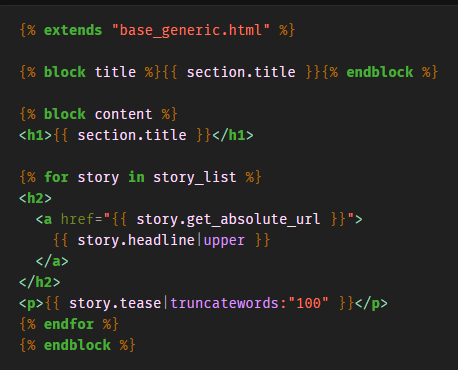 {% extends "base_generic.html" %}
{% block title %}{{ section.title }}{% endblock %}
{% block content %}
<h1>{{ section.title }}</h1>
{% for story in story_list %}
<h2>
<a href="{{ story.get_absolute_url }}">
{{ story.headline|upper }}
</a>
</h2>
<p>{{ story.tease|truncatewords:"100" }}</p>
{% endfor %}
{% endblock %}